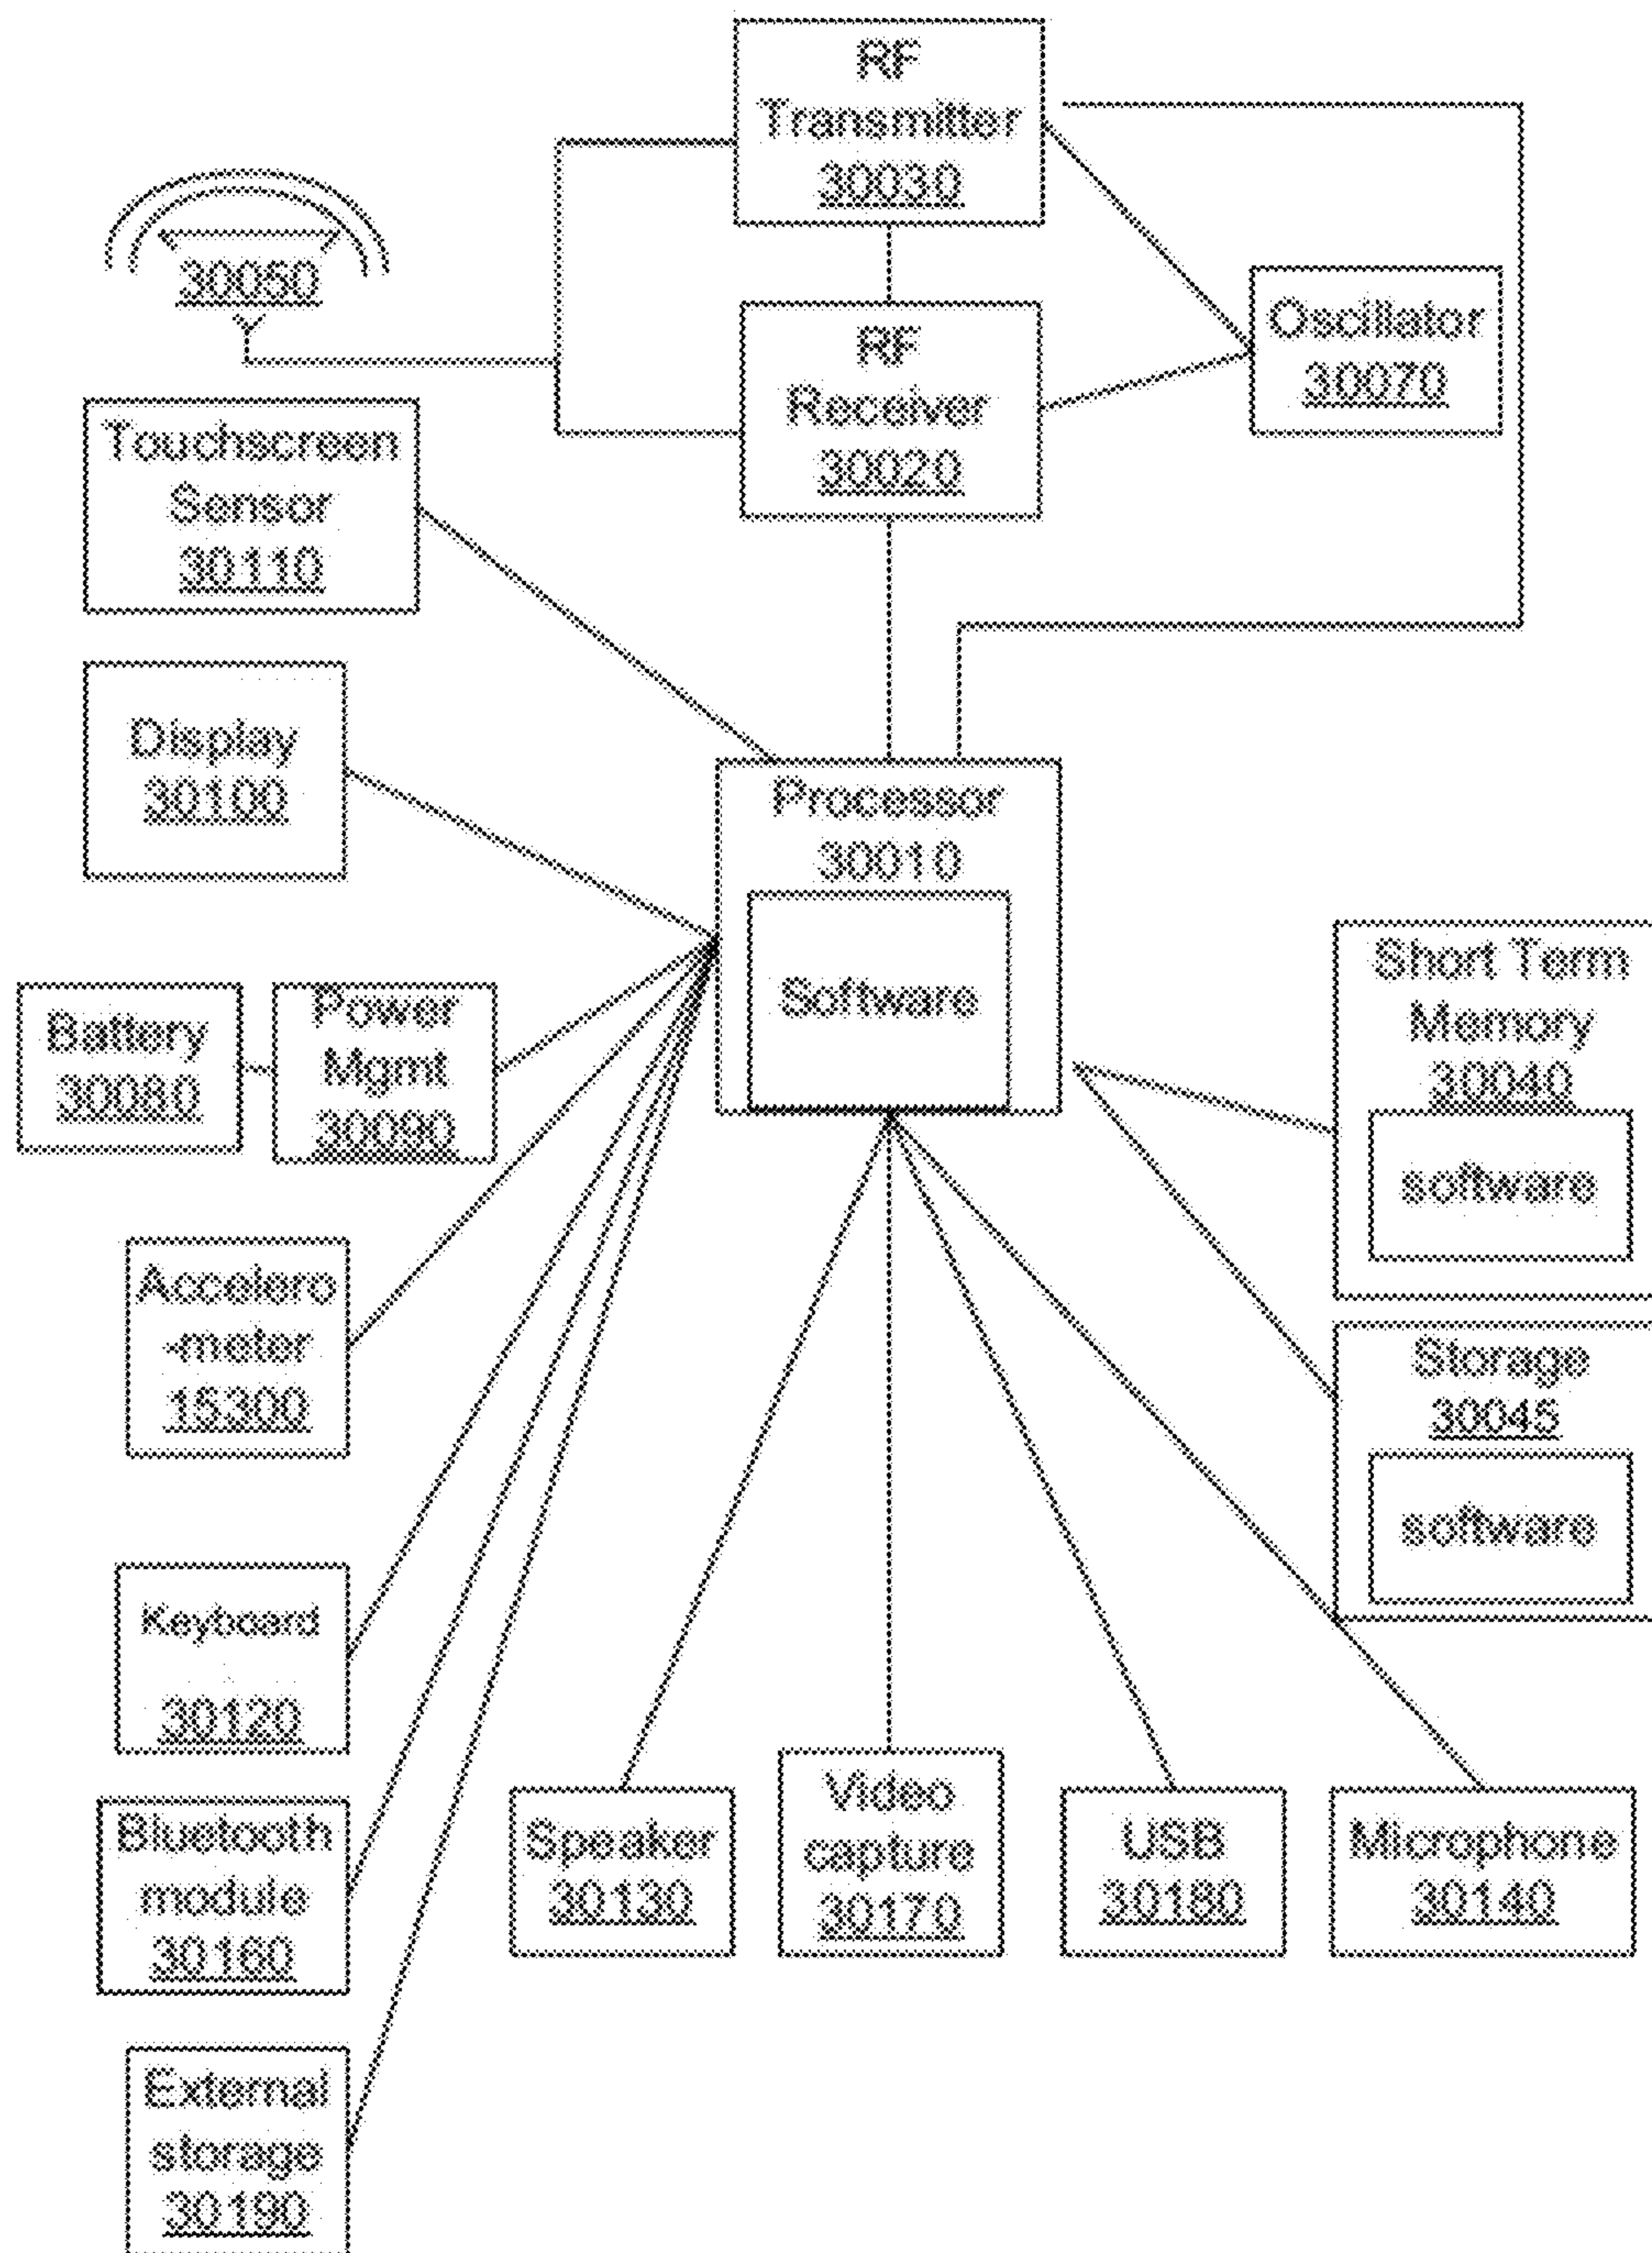 RF
Transmitter
30030
30050
Oscillator
30070
RF
Receiver
30020
Touchscreen
Sensor
30110
Display
30100
Processor
30010
Software
Short Term
Memory
30040
software
Battery
30080
Power
Mgmt
30090
Accelero
-meter
15300
Storage
30045
software
Keyboard
30120
Bluetooth
module
30160
Speaker
30130
Video
capture
30170
USB
30180
Microphone
30140
External
storage
30190